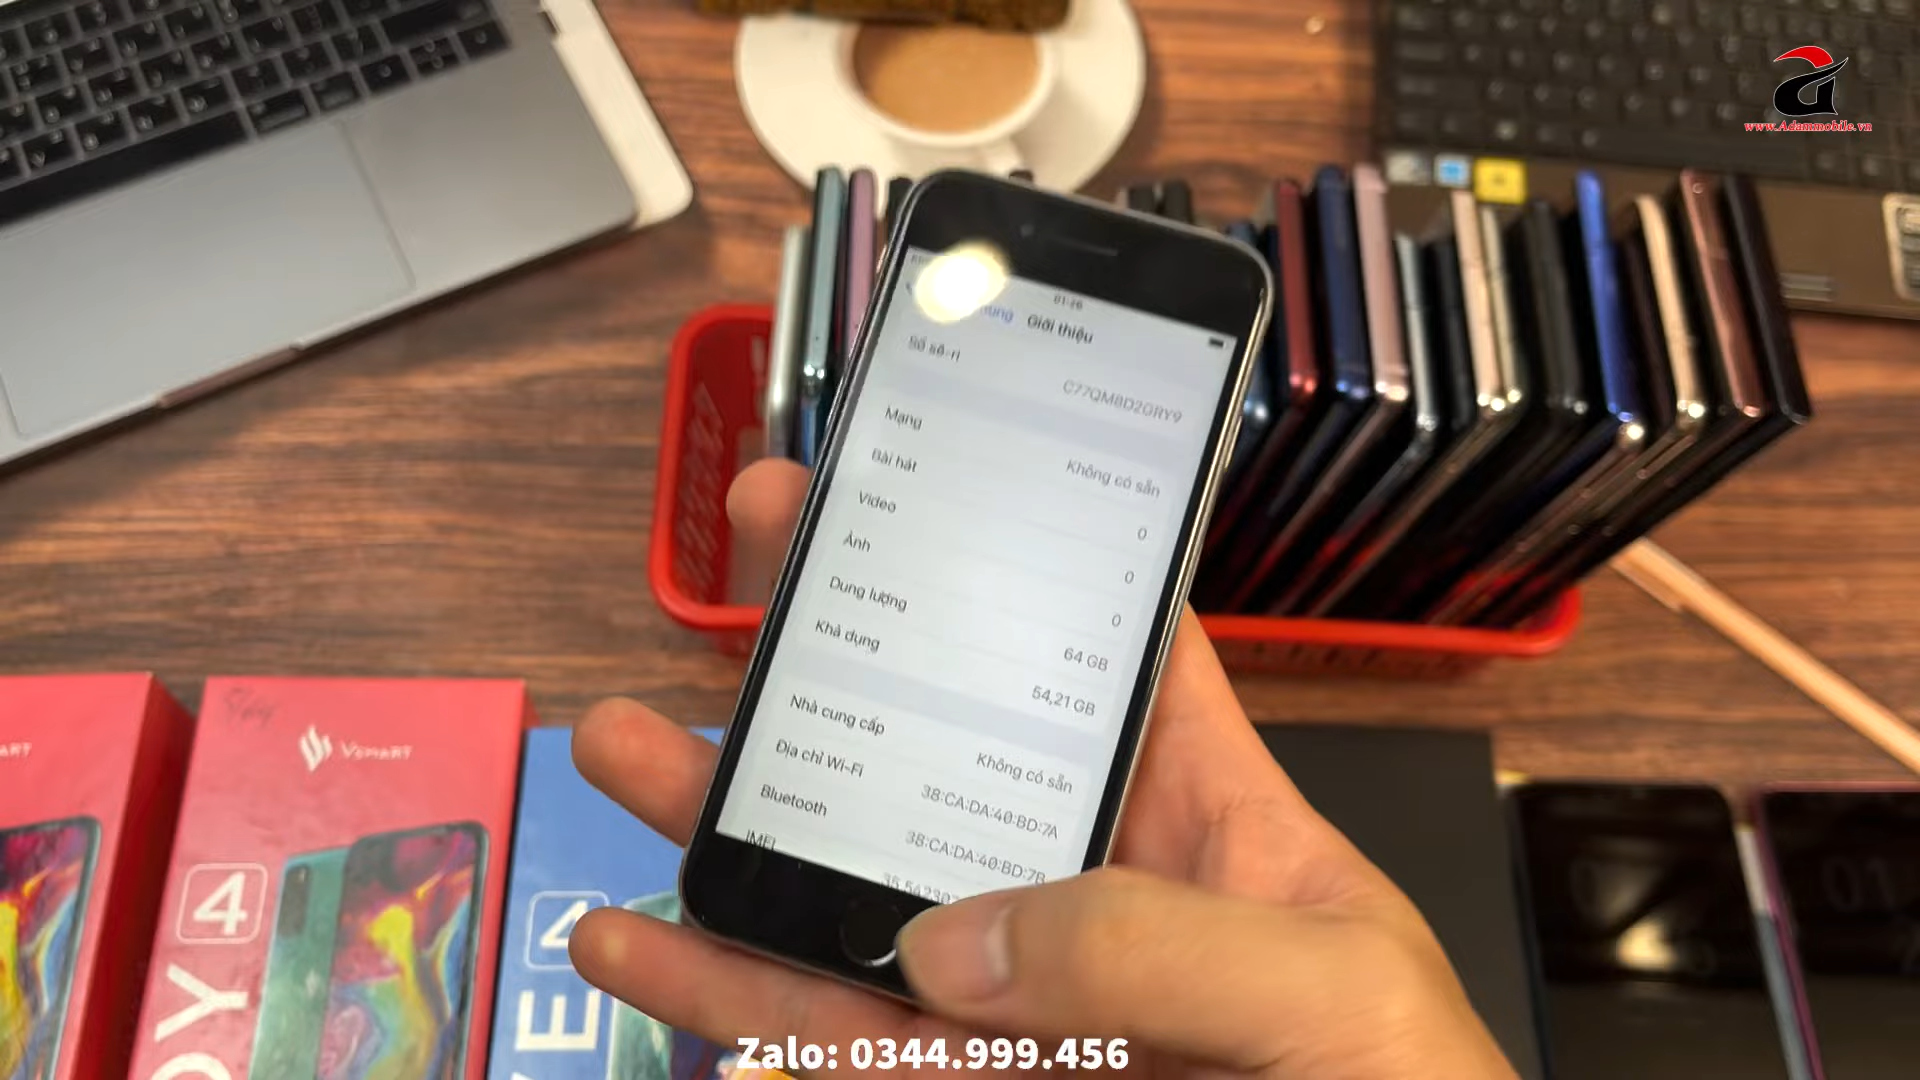 www.Adammobile.vn
01:26
Giới thiệu
Số sê-ri
C77QM8D2GRY9
Mạng
Không có sẵn
Bài hát
0
Video
0
Ảnh
0
Dung lượng
64 GB
Khả dụng
54,21 GB
Nhà cung cấp
Không có sẵn
Địa chỉ Wi-Fi
38:CA:DA:40:BD:7A
Bluetooth
38:CA:DA:40:BD:7B
IMEI
VSMART
4
4
Zalo: 0344.999.456